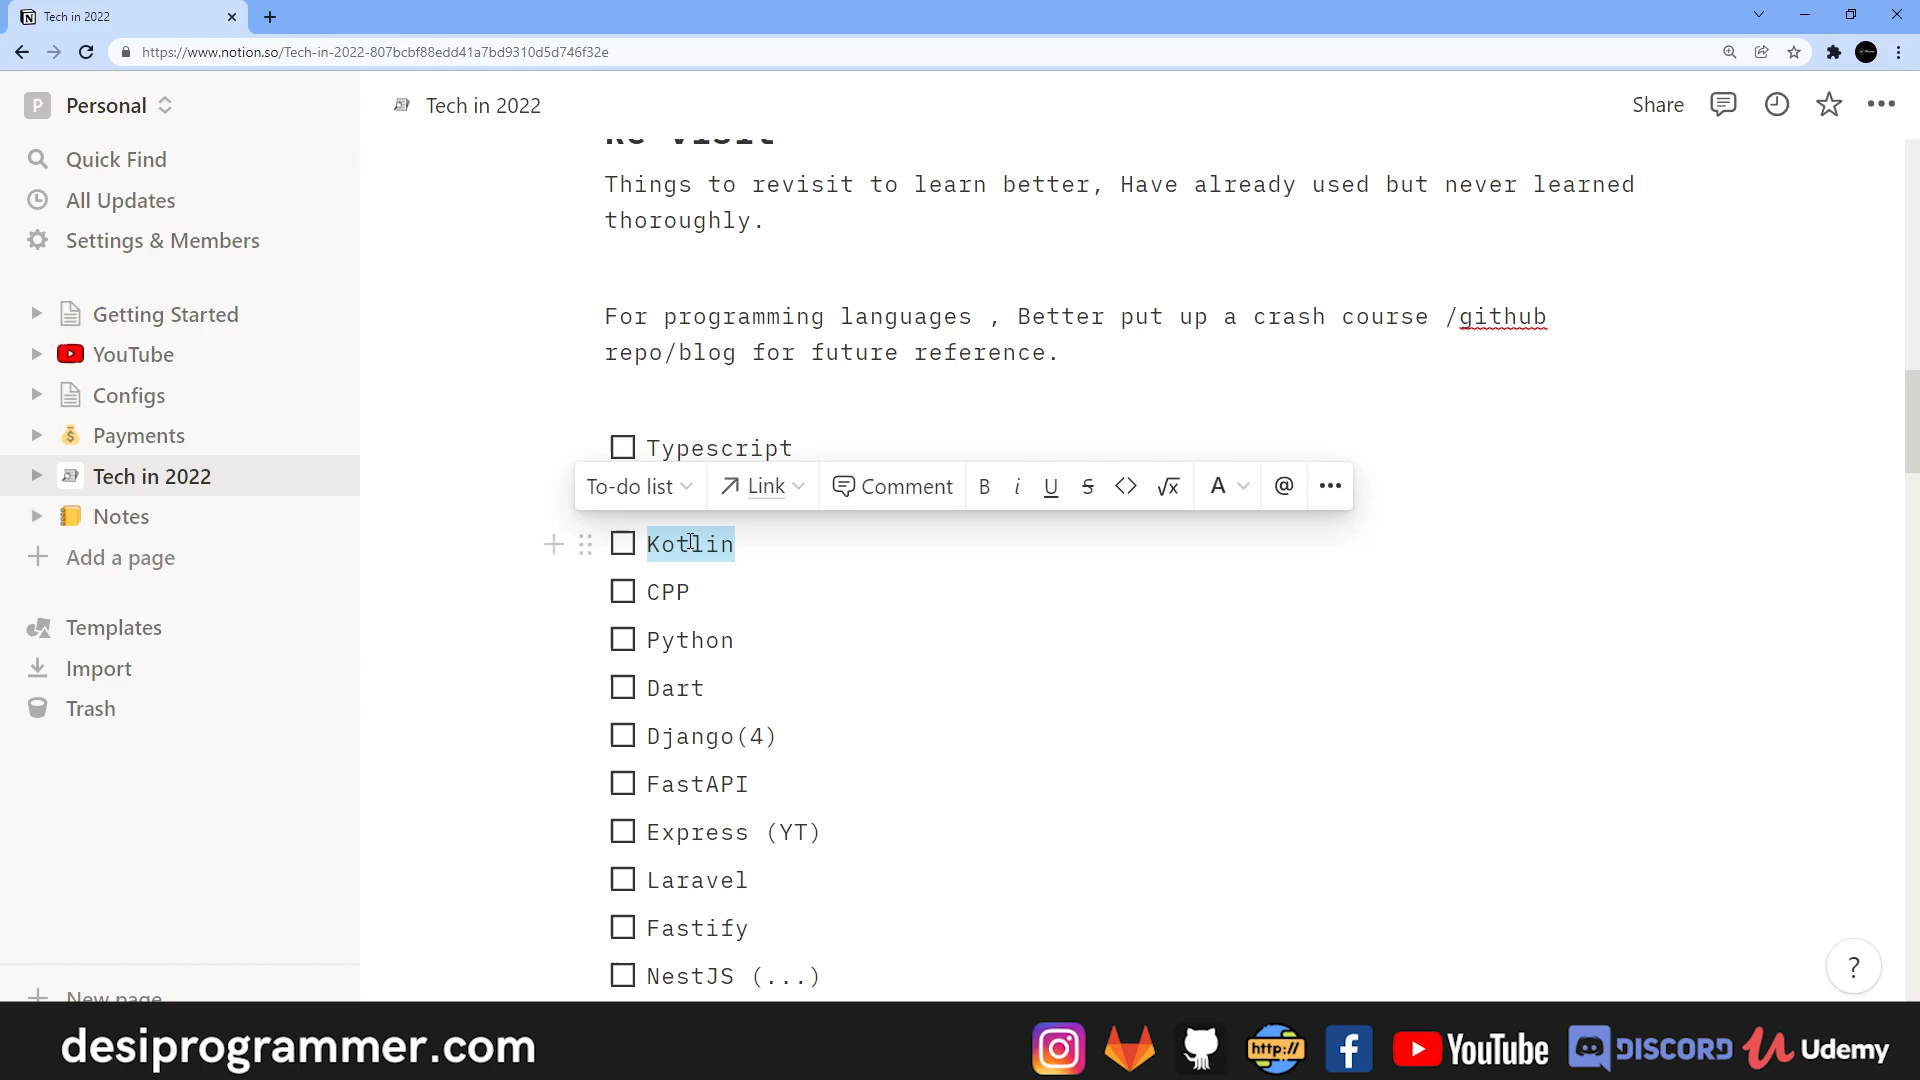 Tech in 2022
https://www.notion.so/Tech-in-2022-807bcbf88edd41a7bd9310d5d746f32e
P Personal
Tech in 2022
Share
Quick Find
All Updates
Settings & Members
Getting Started
YouTube
Configs
Payments
Tech in 2022
Notes
Add a page
Templates
Import
Trash
New page
Re-Visit
Things to revisit to learn better, Have already used but never learned
thoroughly.
For programming languages , Better put up a crash course /github
repo/blog for future reference.
Typescript
To-do list Link Comment B i U S <> √x A @ •••
Kotlin
CPP
Python
Dart
Django(4)
FastAPI
Express (YT)
Laravel
Fastify
NestJS (...)
?
desiprogrammer.com
http:// f YouTube DISCORD Udemy